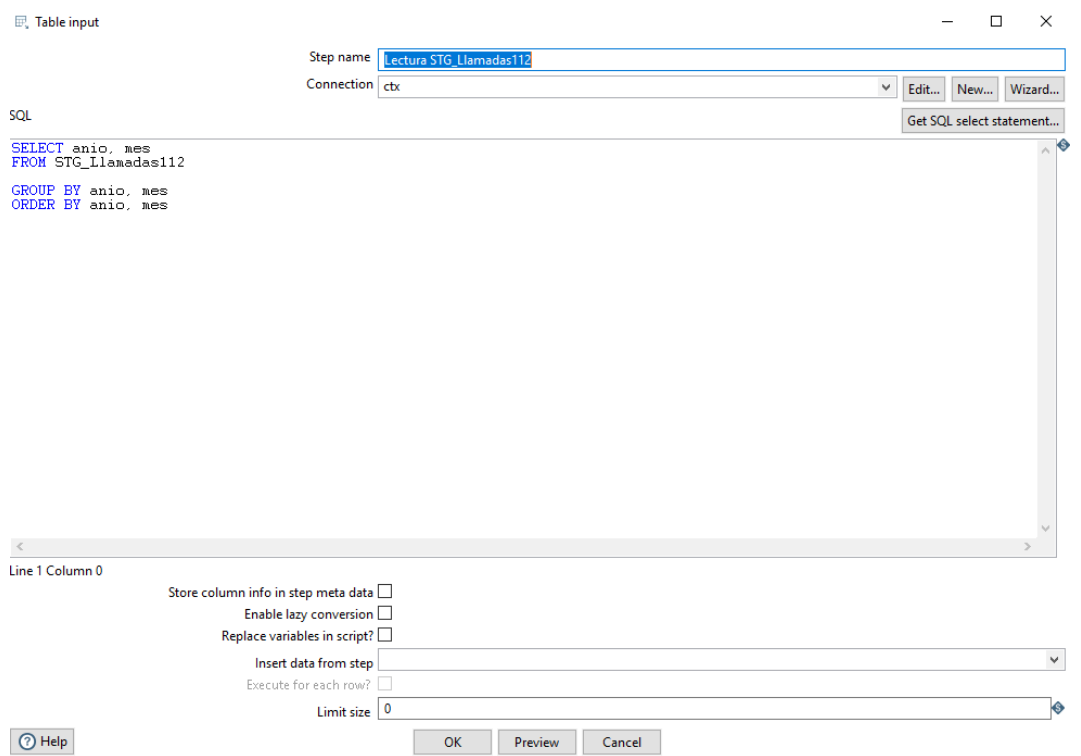 Table input
Step name Lectura STG_Llamadas112
Connection ctx Edit... New... Wizard...
SQL Get SQL select statement...
SELECT anio, mes
FROM STG_Llamadas112
GROUP BY anio, mes
ORDER BY anio, mes
Line 1 Column 0
Store column info in step meta data
Enable lazy conversion
Replace variables in script?
Insert data from step
Execute for each row?
Limit size 0
Help OK Preview Cancel